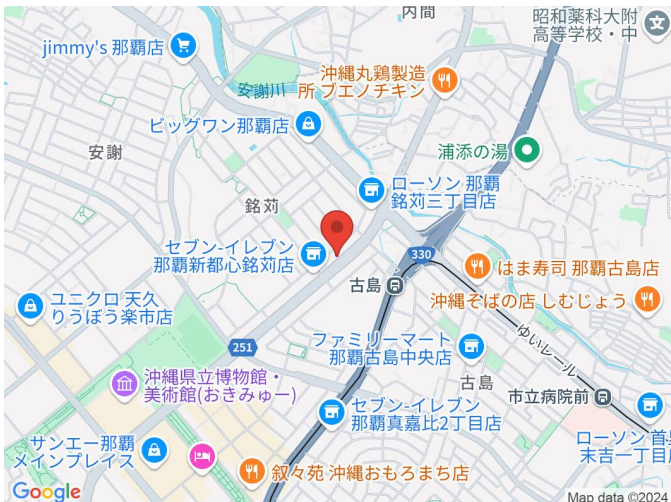 内間
昭和薬科大附
高等学校・中
jimmy's 那覇店
沖縄丸鶏製造
所 ブエノチキン
安謝川
ビッグワン那覇店
安謝
浦添の湯
ローソン 那覇
銘苅三丁目店
銘苅
セブン-イレブン
那覇新都心銘苅店
330
はま寿司 那覇古島店
古島
ユニクロ 天久
りうぼう楽市店
沖縄そばの店 しむじょう
ゆいレール
251
ファミリーマート
那覇古島中央店
沖縄県立博物館・
美術館(おきみゅー)
古島
市立病院前
セブン-イレブン
那覇真嘉比2丁目店
ローソン 首里
末吉一丁目店
サンエー那覇
メインプレイス
叙々苑 沖縄おもろまち店
Google
Map data ©2024